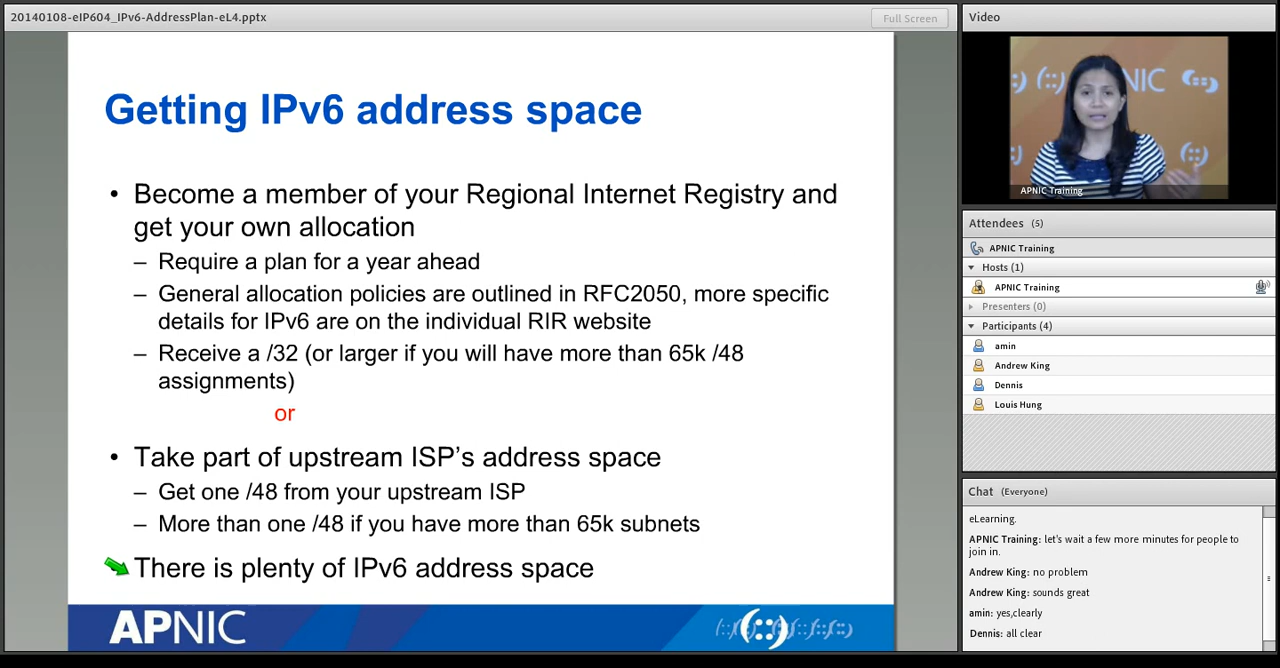 20140108-eIP604_IPv6-AddressPlan-eL4.pptx
Full Screen
Getting IPv6 address space
• Become a member of your Regional Internet Registry and
get your own allocation
– Require a plan for a year ahead
– General allocation policies are outlined in RFC2050, more specific
details for IPv6 are on the individual RIR website
– Receive a /32 (or larger if you will have more than 65k /48
assignments)
or
• Take part of upstream ISP’s address space
– Get one /48 from your upstream ISP
– More than one /48 if you have more than 65k subnets
There is plenty of IPv6 address space
APNIC
Video
NIC
APNIC Training
Attendees (5)
APNIC Training
Hosts (1)
APNIC Training
Presenters (0)
Participants (4)
amin
Andrew King
Dennis
Louis Hung
Chat (Everyone)
eLearning.
APNIC Training: let's wait a few more minutes for people to
join in.
Andrew King: no problem
Andrew King: sounds great
amin: yes,clearly
Dennis: all clear